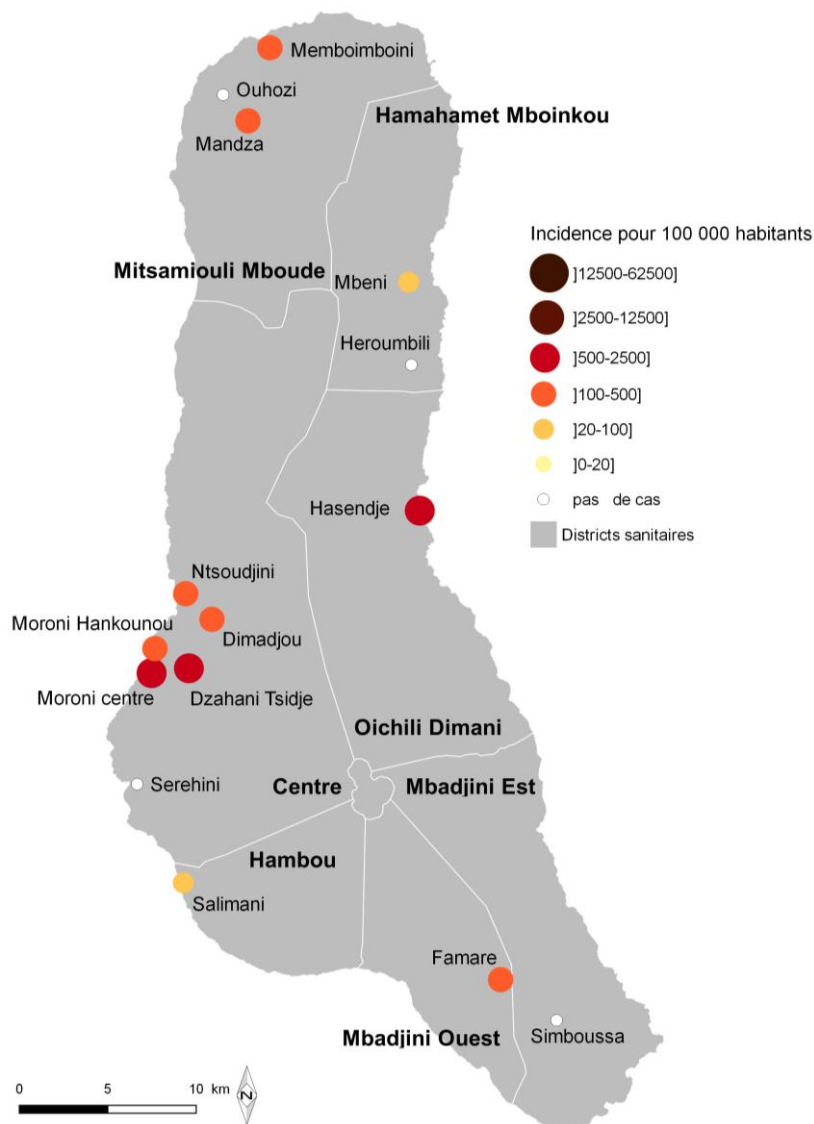 Memboimboini
Ouhozi
Hamahamet Mboinkou
Mandza
Mitsamiouli Mboude
Mbeni
Heroumbili
Hasendje
Ntsoudjini
Moroni Hankounou
Dimadjou
Moroni centre
Dzahani Tsidje
Oichili Dimani
Serehini
Centre
Mbadjini Est
Hambou
Salimani
Famare
Mbadjini Ouest
Simboussa
Incidence pour 100 000 habitants
]12500-62500]
]2500-12500]
]500-2500]
]100-500]
]20-100]
]0-20]
pas de cas
Districts sanitaires
0 5 10 km
N